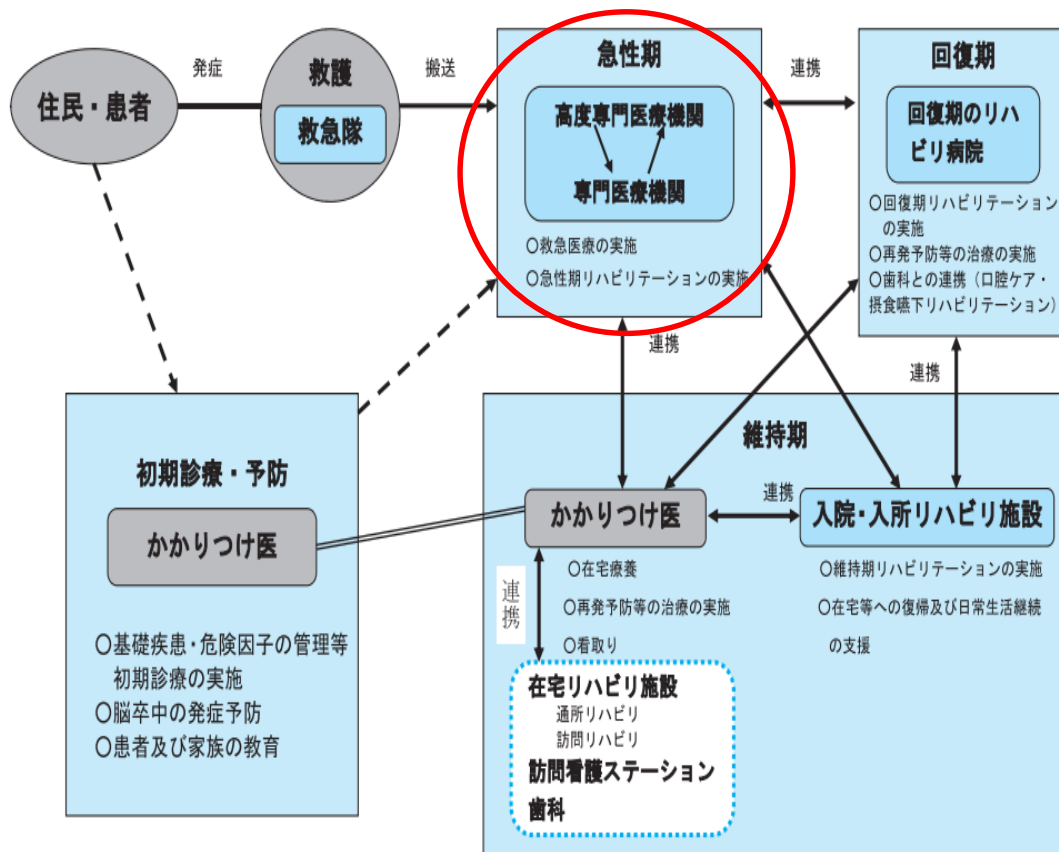 住民・患者
発症
救護
救急隊
搬送
急性期
高度専門医療機関
専門医療機関
○救急医療の実施
○急性期リハビリテーションの実施
連携
回復期
回復期のリハ
ビリ病院
○回復期リハビリテーション
の実施
○再発予防等の治療の実施
○歯科との連携（口腔ケア・
摂食嚥下リハビリテーション）
連携
連携
初期診療・予防
かかりつけ医
○基礎疾患・危険因子の管理等
初期診療の実施
○脳卒中の発症予防
○患者及び家族の教育
維持期
かかりつけ医
連携
入院・入所リハビリ施設
○在宅療養
○再発予防等の治療の実施
○看取り
○維持期リハビリテーションの実施
○在宅等への復帰及び日常生活継続
の支援
連携
在宅リハビリ施設
通所リハビリ
訪問リハビリ
訪問看護ステーション
歯科